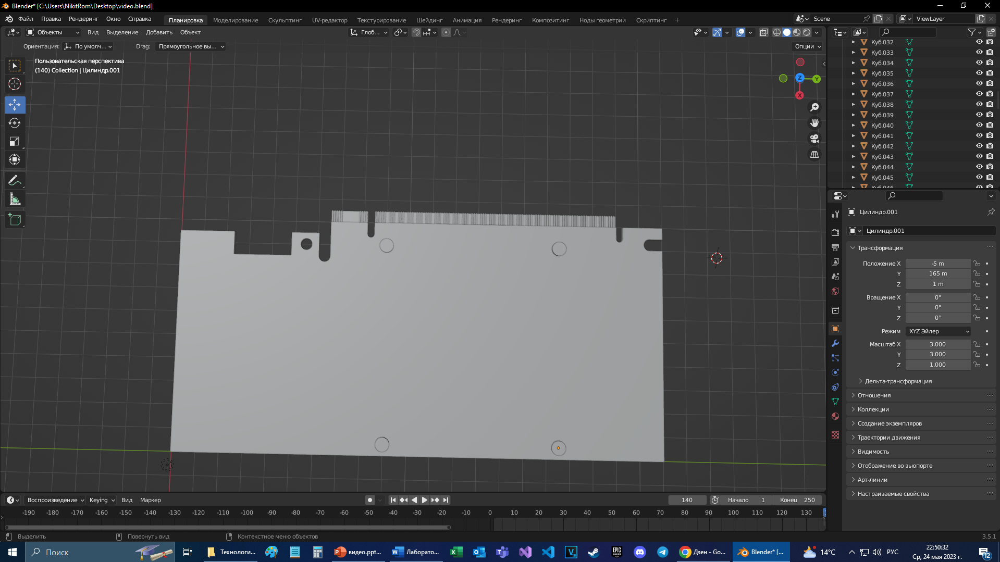 Blender* [C:\Users\NikitRom\Desktop\video.blend]
Файл Правка Рендеринг Окно Справка
Планировка Моделирование Скульптинг UV-редактор Текстурирование Шейдинг Анимация Рендеринг Композитинг Ноды геометрии Скриптинг +
Scene
ViewLayer
Объекты Вид Выделение Добавить Объект
Глоб...
Ориентация: По умолч... Drag: Прямоугольное вы...
Опции
Пользовательская перспектива
(140) Collection | Цилиндр.001
Z
Y
X
Куб.032
Куб.033
Куб.034
Куб.035
Куб.036
Куб.037
Куб.038
Куб.039
Куб.040
Куб.041
Куб.042
Куб.043
Куб.044
Куб.045
Куб.046
Цилиндр.001
Цилиндр.001
Трансформация
Положение X -5 m
Y 165 m
Z 1 m
Вращение X 0°
Y 0°
Z 0°
Режим XYZ Эйлер
Масштаб X 3.000
Y 3.000
Z 1.000
Дельта-трансформация
Отношения
Коллекции
Создание экземпляров
Траектории движения
Видимость
Отображение во вьюпорте
Арт-линии
Настраиваемые свойства
Воспроизведение Keying Вид Маркер
140
Начало 1
Конец 250
-190 -180 -170 -160 -150 -140 -130 -120 -110 -100 -90 -80 -70 -60 -50 -40 -30 -20 -10 0 10 20 30 40 50 60 70 80 90 100 110 120 130
Выделить
Повернуть вид
Контекстное меню объектов
3.5.1
Поиск
Технологи...
видео.ppt...
Лаборато...
Дзен - Go...
Blender* [...
14°C
РУС
22:50:32
Ср, 24 мая 2023 г.
12